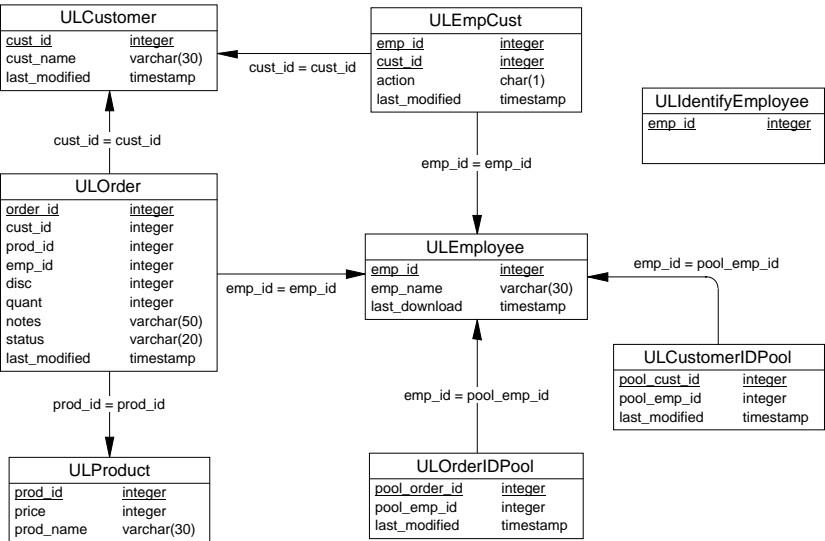 ULCustomer
cust_id integer
cust_name varchar(30)
last_modified timestamp
cust_id = cust_id
ULEmpCust
emp_id integer
cust_id integer
action char(1)
last_modified timestamp
ULIdentifyEmployee
emp_id integer
cust_id = cust_id
emp_id = emp_id
ULOrder
order_id integer
cust_id integer
prod_id integer
emp_id integer
disc integer
quant integer
notes varchar(50)
status varchar(20)
last_modified timestamp
emp_id = emp_id
ULEmployee
emp_id integer
emp_name varchar(30)
last_download timestamp
emp_id = pool_emp_id
ULCustomerIDPool
pool_cust_id integer
pool_emp_id integer
last_modified timestamp
prod_id = prod_id
emp_id = pool_emp_id
ULProduct
prod_id integer
price integer
prod_name varchar(30)
ULOrderIDPool
pool_order_id integer
pool_emp_id integer
last_modified timestamp